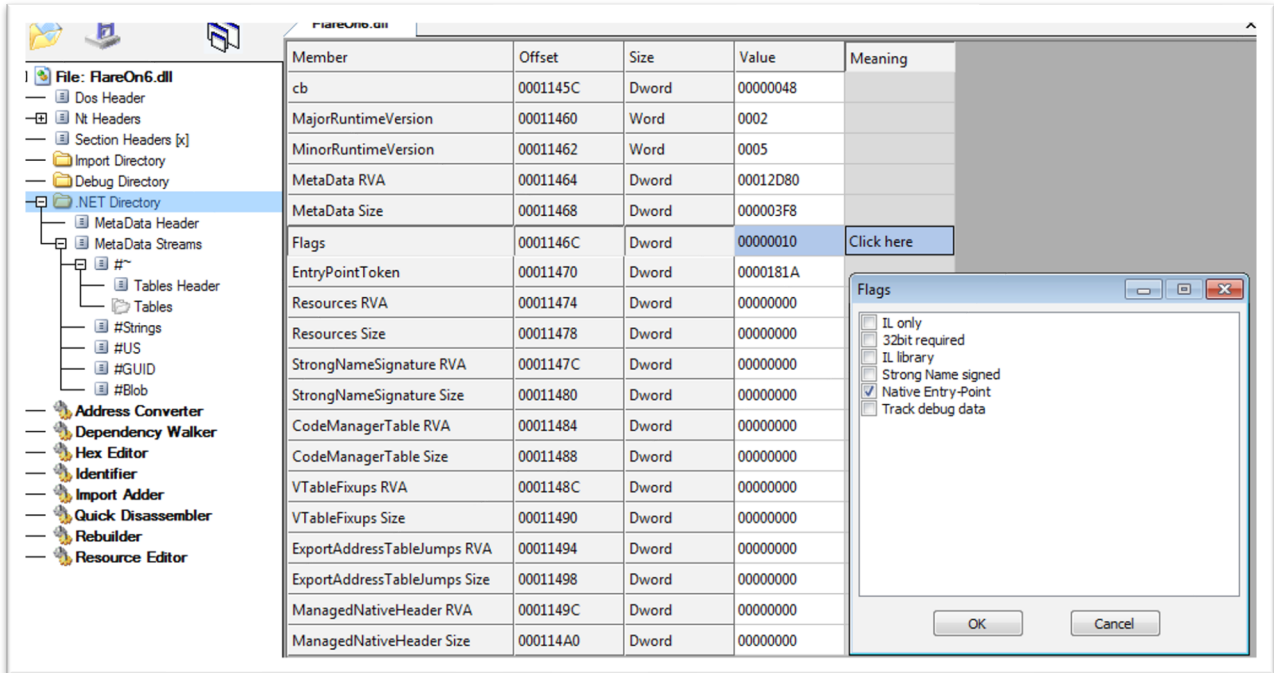 FlareOn6.dll
File: FlareOn6.dll
Dos Header
Nt Headers
Section Headers [x]
Import Directory
Debug Directory
.NET Directory
MetaData Header
MetaData Streams
#~
Tables Header
Tables
#Strings
#US
#GUID
#Blob
Address Converter
Dependency Walker
Hex Editor
Identifier
Import Adder
Quick Disassembler
Rebuilder
Resource Editor
Member Offset Size Value Meaning
cb 0001145C Dword 00000048
MajorRuntimeVersion 00011460 Word 0002
MinorRuntimeVersion 00011462 Word 0005
MetaData RVA 00011464 Dword 00012D80
MetaData Size 00011468 Dword 000003F8
Flags 0001146C Dword 00000010 Click here
EntryPointToken 00011470 Dword 0000181A
Resources RVA 00011474 Dword 00000000
Resources Size 00011478 Dword 00000000
StrongNameSignature RVA 0001147C Dword 00000000
StrongNameSignature Size 00011480 Dword 00000000
CodeManagerTable RVA 00011484 Dword 00000000
CodeManagerTable Size 00011488 Dword 00000000
VTableFixups RVA 0001148C Dword 00000000
VTableFixups Size 00011490 Dword 00000000
ExportAddressTableJumps RVA 00011494 Dword 00000000
ExportAddressTableJumps Size 00011498 Dword 00000000
ManagedNativeHeader RVA 0001149C Dword 00000000
ManagedNativeHeader Size 000114A0 Dword 00000000
Flags
IL only
32bit required
IL library
Strong Name signed
Native Entry-Point
Track debug data
OK Cancel